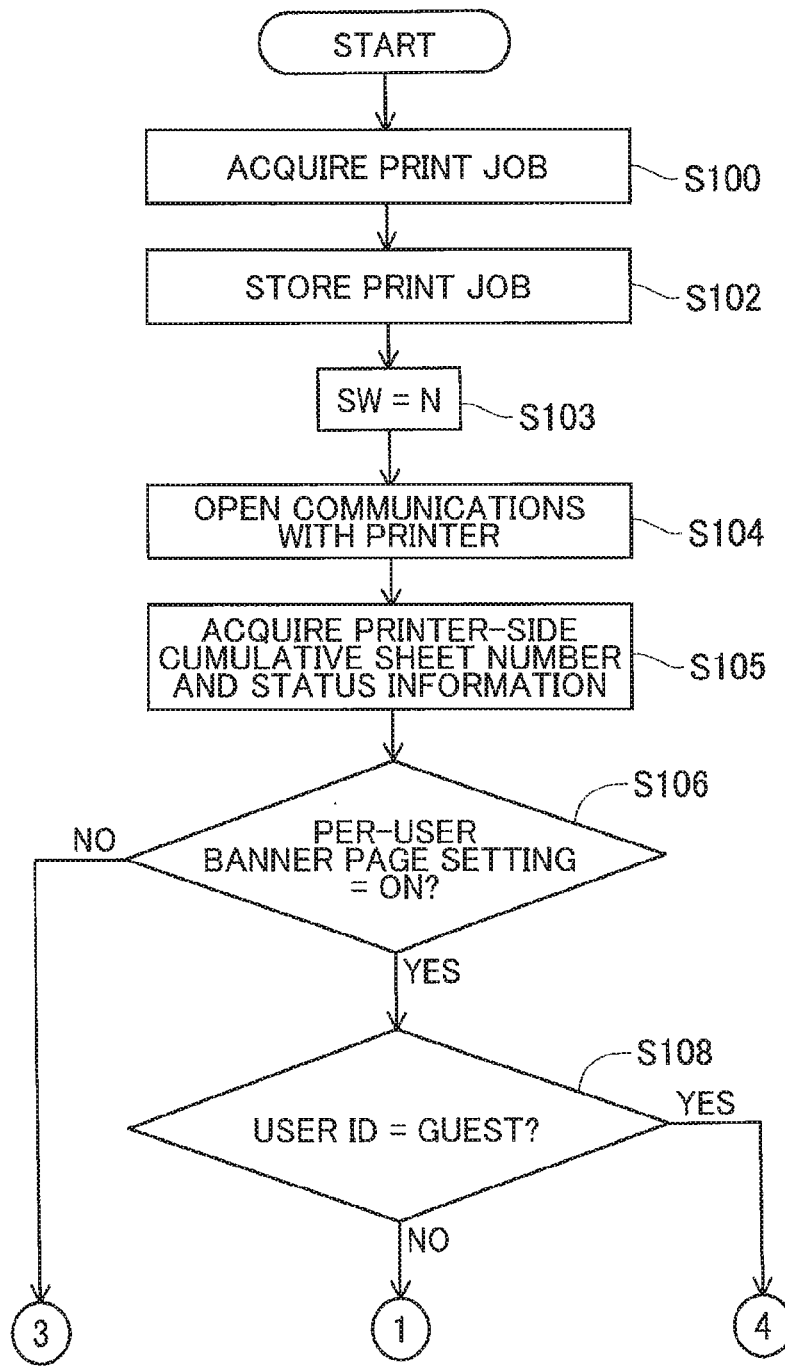 START
ACQUIRE PRINT JOB
S100
STORE PRINT JOB
S102
SW = N
S103
OPEN COMMUNICATIONS
WITH PRINTER
S104
ACQUIRE PRINTER-SIDE
CUMULATIVE SHEET NUMBER
AND STATUS INFORMATION
S105
S106
NO
PER-USER
BANNER PAGE SETTING
= ON?
YES
S108
YES
USER ID = GUEST?
NO
3
1
4